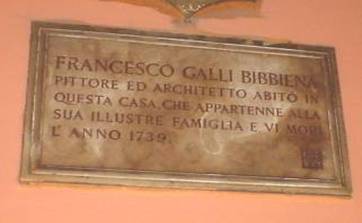 FRANCESCO GALLI BIBBIENA
PITTORE ED ARCHITETTO ABITÒ IN
QUESTA CASA, CHE APPARTENNE ALLA
SUA ILLUSTRE FAMIGLIA E VI MORÌ
L'ANNO 1739.